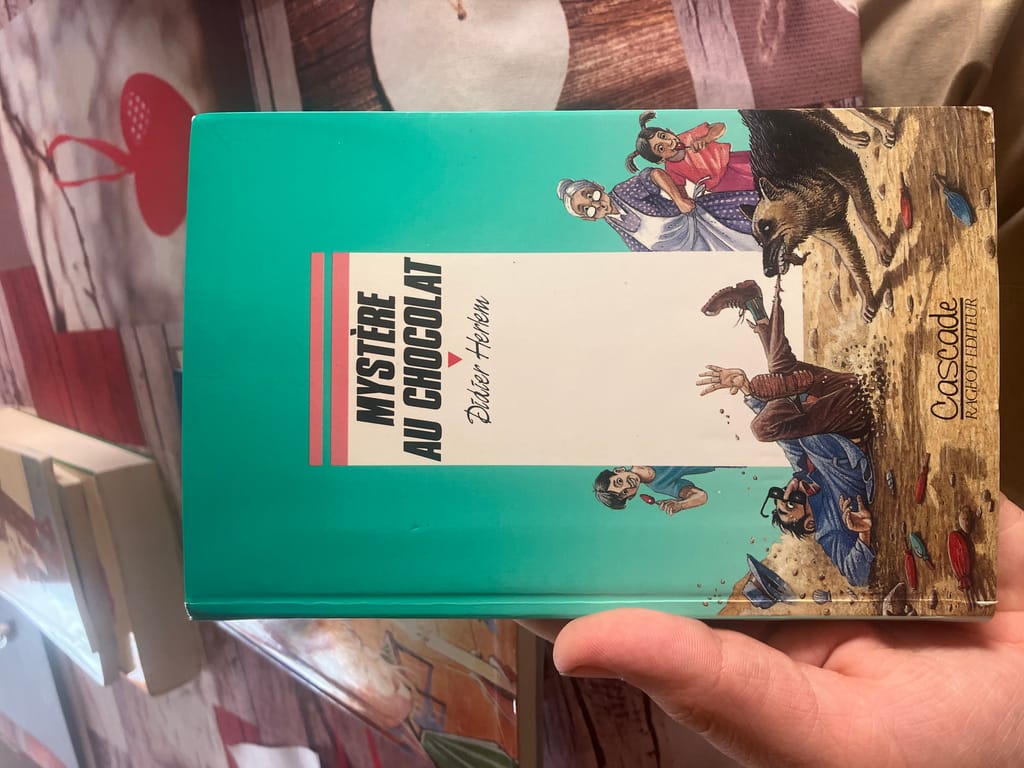 MYSTÈRE
AU CHOCOLAT
Didier Herlem
Cascade
RAGEOT-EDITEUR